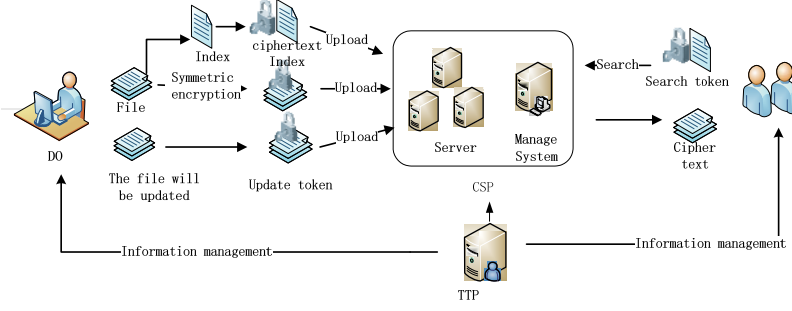 Index
ciphertext
Index
Upload
File
Symmetric
encryption
Upload
DO
The file will
be updated
Update token
Upload
Server
Manage
System
CSP
Search
Search token
Cipher
text
Information management
Information management
TTP